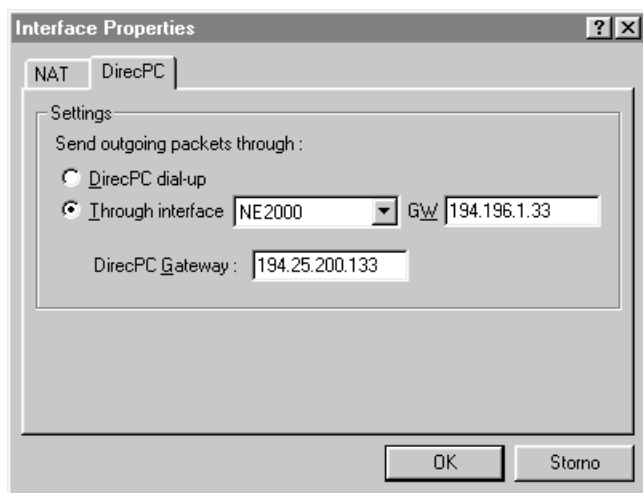 Interface Properties
NAT DirecPC
Settings
Send outgoing packets through :
DirecPC dial-up
Through interface NE2000 GW 194.196.1.33
DirecPC Gateway : 194.25.200.133
OK Storno